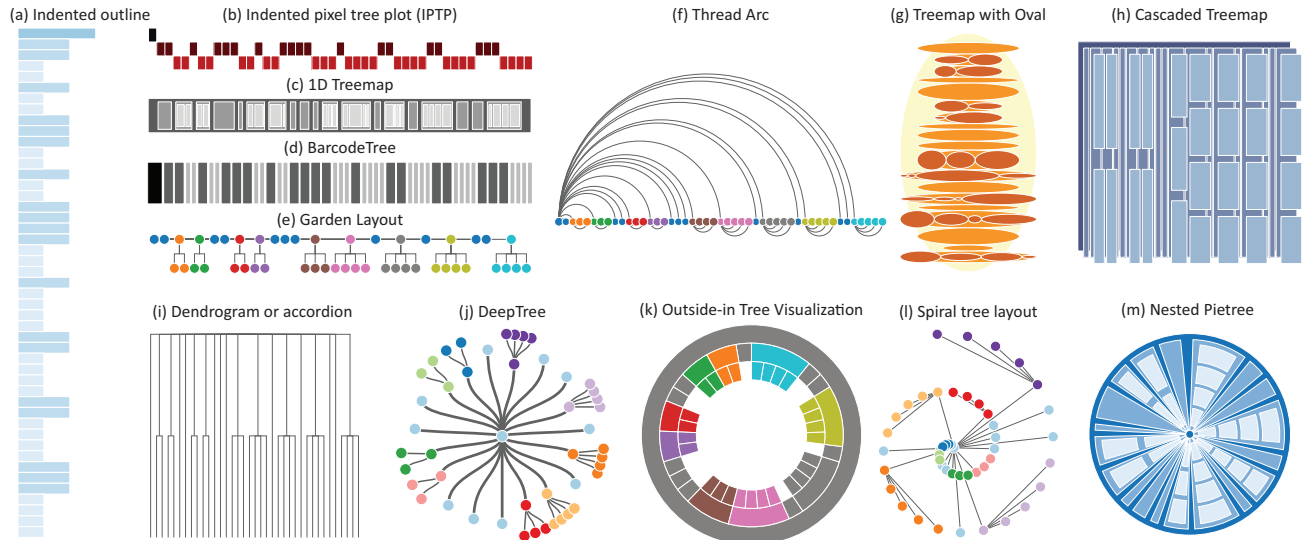 (a) Indented outline
(b) Indented pixel tree plot (IPTP)
(c) 1D Treemap
(d) BarcodeTree
(e) Garden Layout
(f) Thread Arc
(g) Treemap with Oval
(h) Cascaded Treemap
(i) Dendrogram or accordion
(j) DeepTree
(k) Outside-in Tree Visualization
(l) Spiral tree layout
(m) Nested Pietree